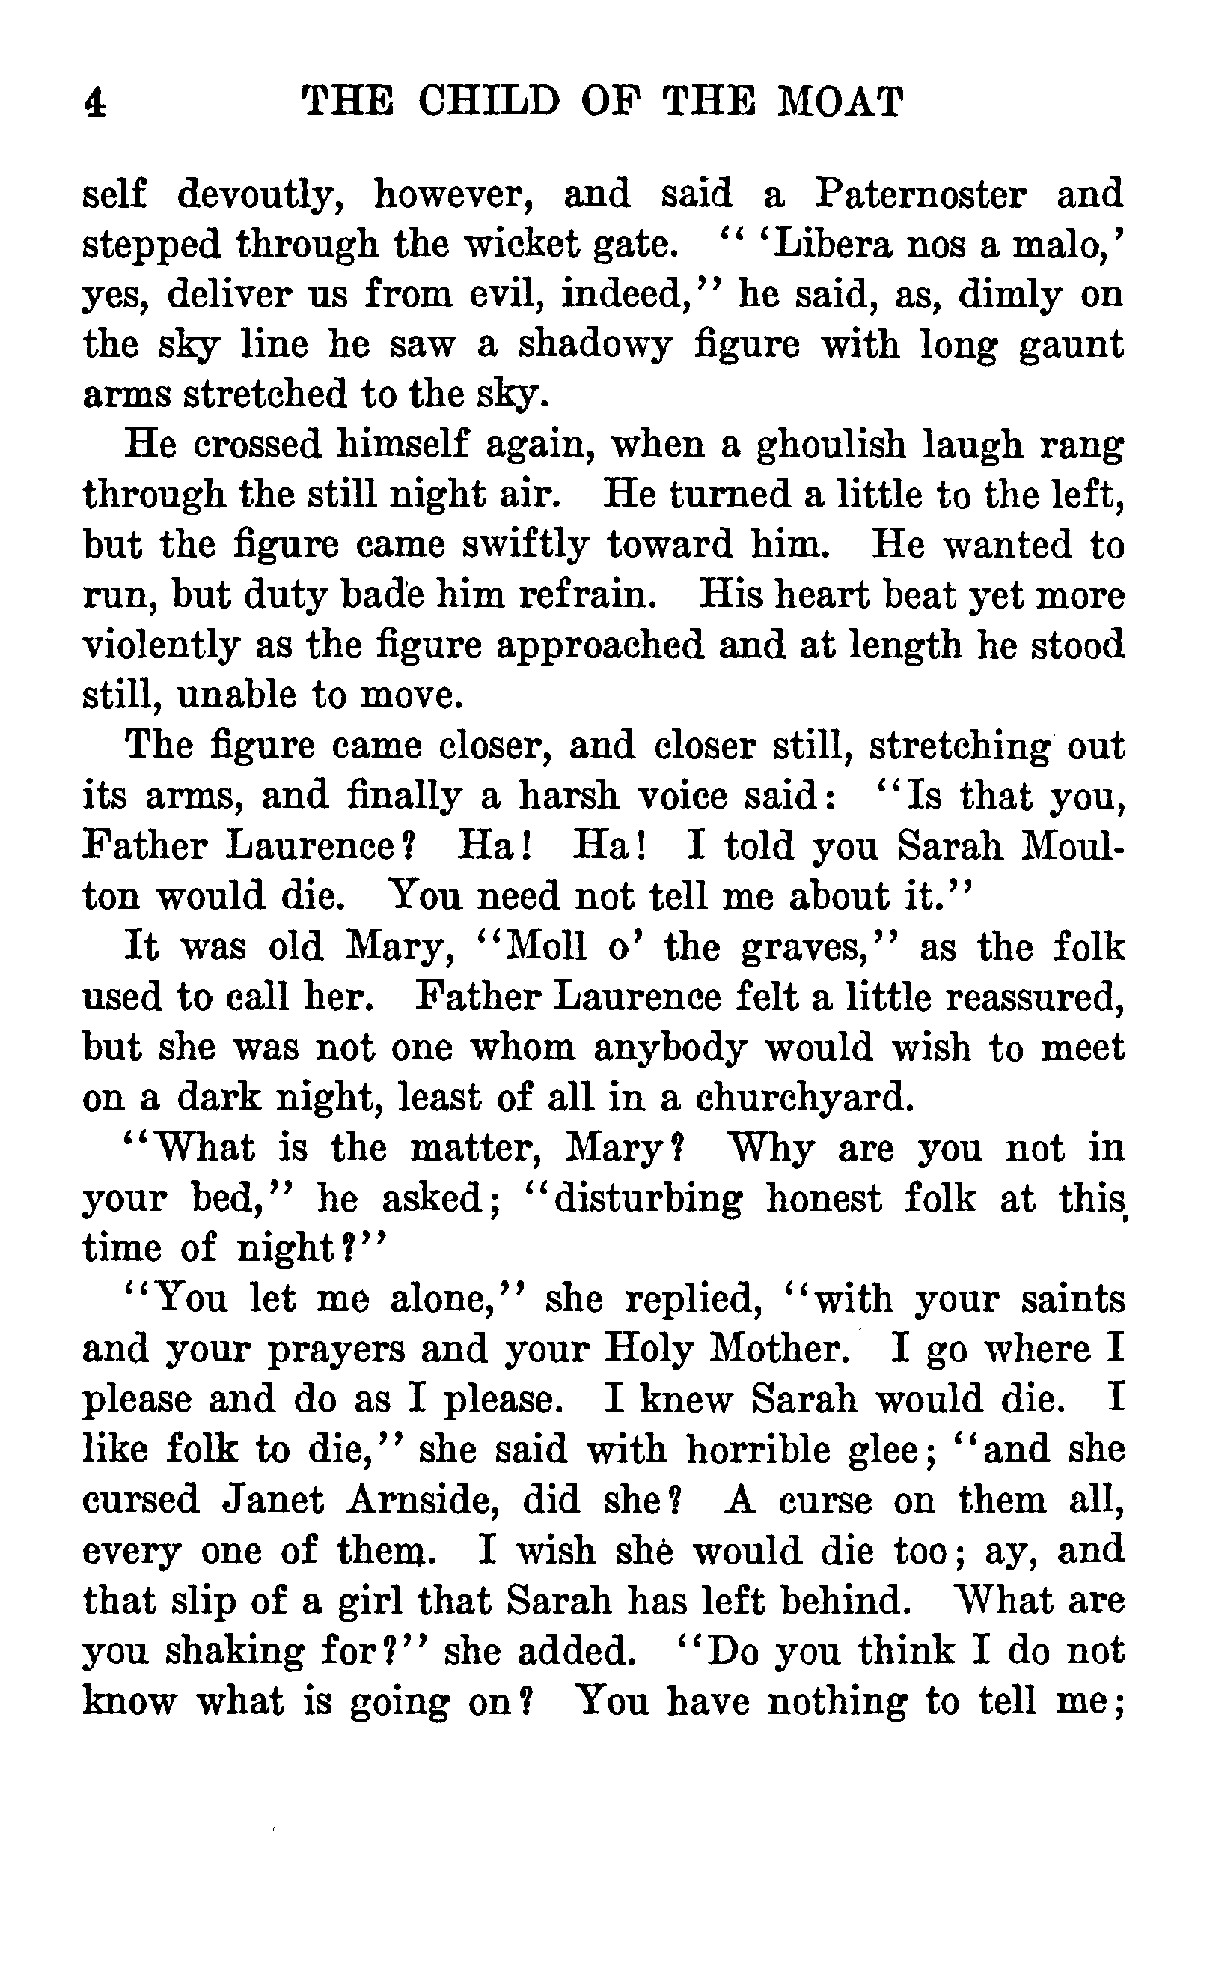 4 THE CHILD OF THE MOAT
self devoutly, however, and said a Paternoster and
stepped through the wicket gate. " 'Libera nos a malo,'
yes, deliver us from evil, indeed," he said, as, dimly on
the sky line he saw a shadowy figure with long gaunt
arms stretched to the sky.
He crossed himself again, when a ghoulish laugh rang
through the still night air. He turned a little to the left,
but the figure came swiftly toward him. He wanted to
run, but duty bade him refrain. His heart beat yet more
violently as the figure approached and at length he stood
still, unable to move.
The figure came closer, and closer still, stretching out
its arms, and finally a harsh voice said: "Is that you,
Father Laurence? Ha! Ha! I told you Sarah Moul-
ton would die. You need not tell me about it."
It was old Mary, "Moll o' the graves," as the folk
used to call her. Father Laurence felt a little reassured,
but she was not one whom anybody would wish to meet
on a dark night, least of all in a churchyard.
"What is the matter, Mary? Why are you not in
your bed," he asked; "disturbing honest folk at this
time of night?"
"You let me alone," she replied, "with your saints
and your prayers and your Holy Mother. I go where I
please and do as I please. I knew Sarah would die. I
like folk to die," she said with horrible glee; "and she
cursed Janet Arnside, did she? A curse on them all,
every one of them. I wish she would die too; ay, and
that slip of a girl that Sarah has left behind. What are
you shaking for?" she added. "Do you think I do not
know what is going on? You have nothing to tell me;